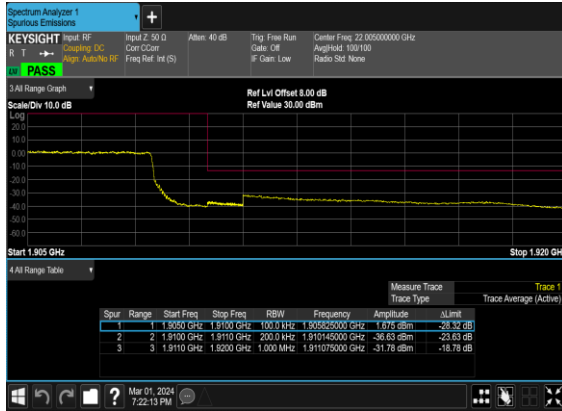 Spectrum Analyzer 1
Spurious Emissions
+
KEYSIGHT Input: RF Input Z: 50 Ω Atten: 40 dB Trig: Free Run Center Freq: 22.005000000 GHz
R T Coupling: DC Corr CCorr Gate: Off Avg|Hold: 100/100
Align: Auto/No RF Freq Ref: Int (S) IF Gain: Low Radio Std: None
PASS
3 All Range Graph Ref Lvl Offset 8.00 dB
Scale/Div 10.0 dB Ref Value 30.00 dBm
Log
20.0
10.0
0.00
-10.0
-20.0
-30.0
-40.0
-50.0
-60.0
Start 1.905 GHz Stop 1.920 GH
4 All Range Table
Measure Trace Trace 1
Trace Type Trace Average (Active)
Spur Range Start Freq Stop Freq RBW Frequency Amplitude ΔLimit
1 1 1.9050 GHz 1.9100 GHz 100.0 kHz 1.905825000 GHz 1.675 dBm -28.32 dB
2 2 1.9100 GHz 1.9110 GHz 200.0 kHz 1.910145000 GHz -36.63 dBm -23.63 dB
3 3 1.9110 GHz 1.9200 GHz 1.000 MHz 1.911075000 GHz -31.78 dBm -18.78 dB
? Mar 01, 2024
7:22:13 PM